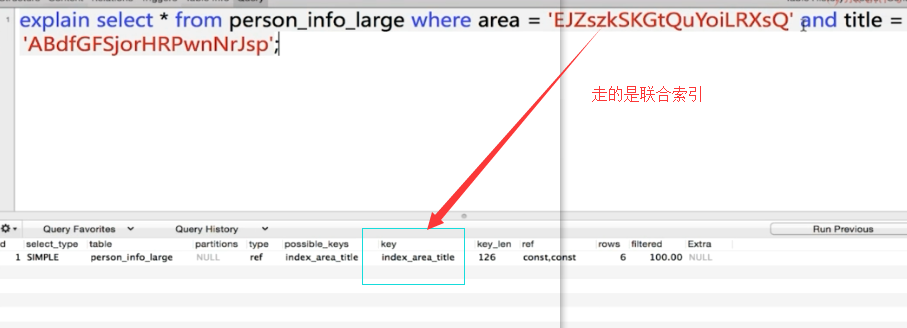 1 explain select * from person_info_large where area = 'EJZszkSKGtQuYoiLRXsQ' and title =
'ABdfGFSjorHRPwnNrJsp';
走的是联合索引
Query Favorites Query History Run Previous
d select_type table partitions type possible_keys key key_len ref rows filtered Extra
1 SIMPLE person_info_large NULL ref index_area_title index_area_title 126 const,const 6 100.00 NULL